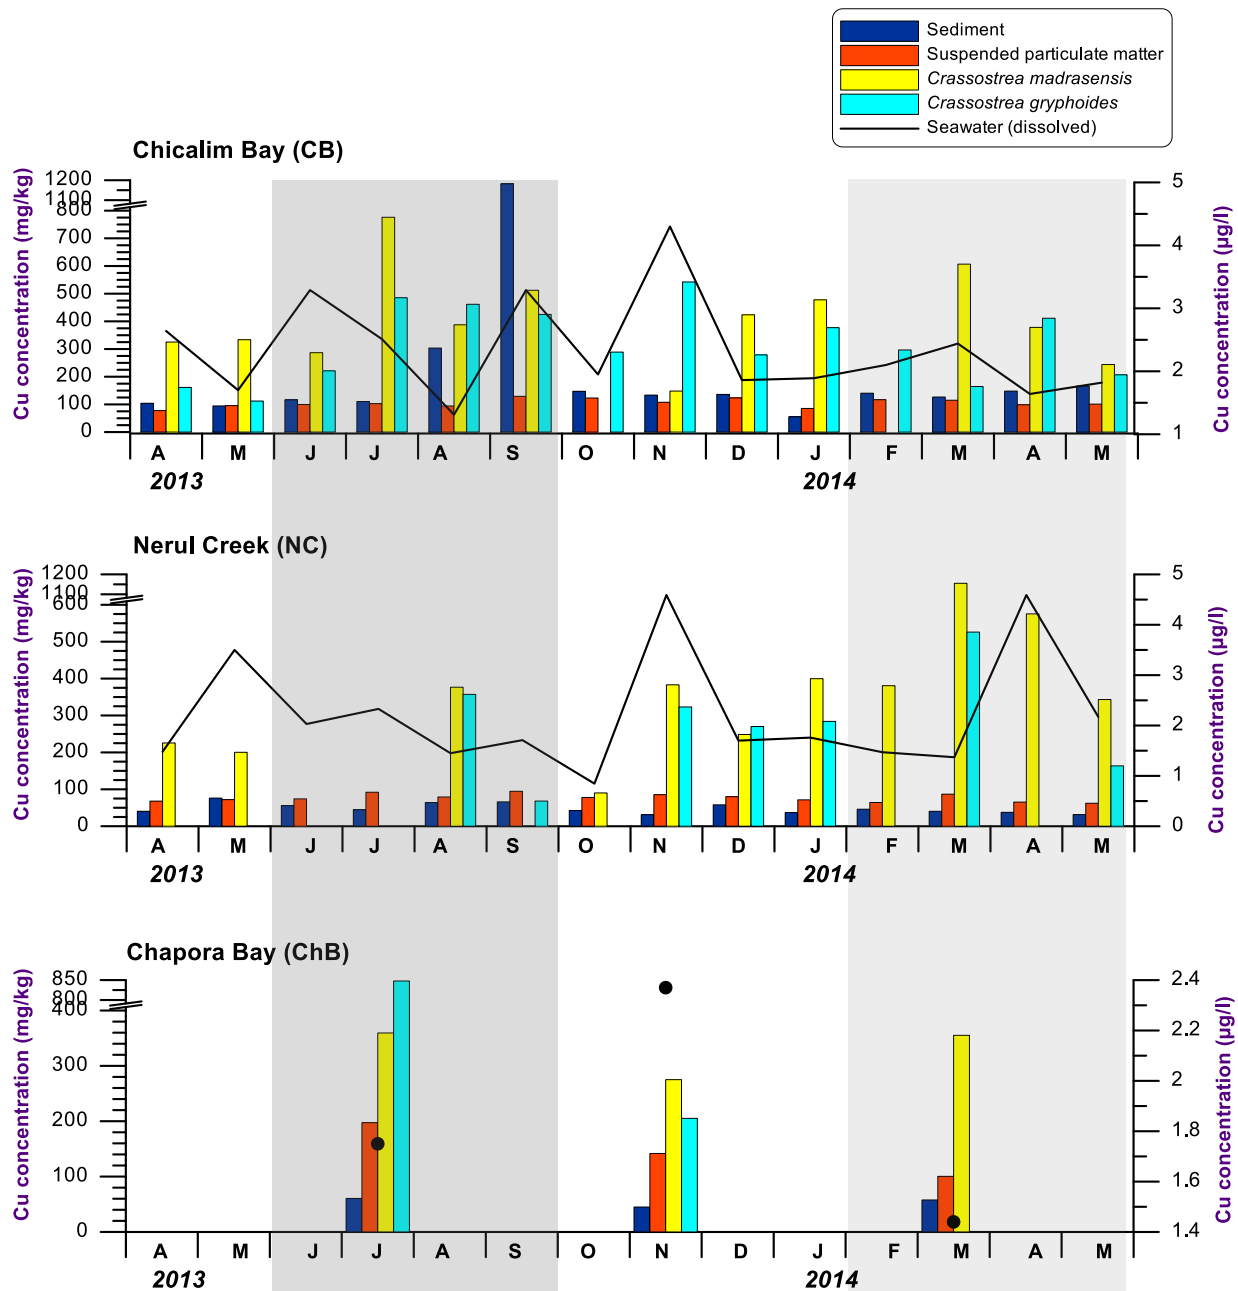 Sediment
Suspended particulate matter
Crassostrea madrasensis
Crassostrea gryphoides
Seawater (dissolved)
Chicalim Bay (CB)
Cu concentration (mg/kg)
1200
1100
800
700
600
500
400
300
200
100
0
5
4
3
2
1
Cu concentration (µg/l)
A M J J A S O N D J F M A M
2013 2014
Nerul Creek (NC)
Cu concentration (mg/kg)
1200
1100
600
500
400
300
200
100
0
5
4
3
2
1
0
Cu concentration (µg/l)
A M J J A S O N D J F M A M
2013 2014
Chapora Bay (ChB)
Cu concentration (mg/kg)
850
800
400
300
200
100
0
2.4
2.2
2
1.8
1.6
1.4
Cu concentration (µg/l)
A M J J A S O N D J F M A M
2013 2014